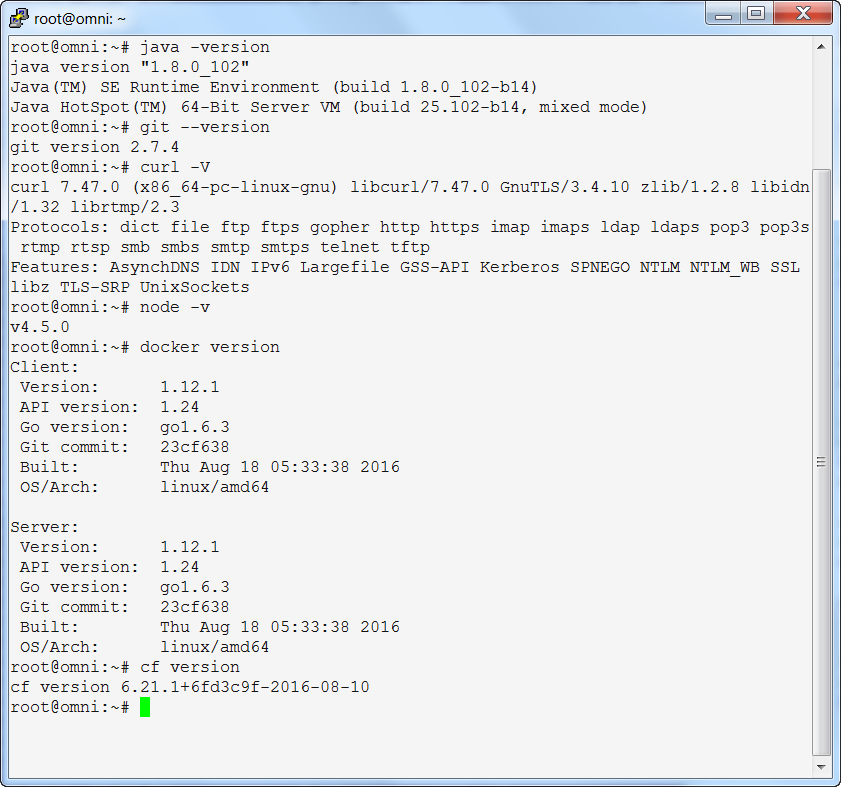 root@omni: ~
root@omni:~# java -version
java version "1.8.0_102"
Java(TM) SE Runtime Environment (build 1.8.0_102-b14)
Java HotSpot(TM) 64-Bit Server VM (build 25.102-b14, mixed mode)
root@omni:~# git --version
git version 2.7.4
root@omni:~# curl -V
curl 7.47.0 (x86_64-pc-linux-gnu) libcurl/7.47.0 GnuTLS/3.4.10 zlib/1.2.8 libidn
/1.32 librtmp/2.3
Protocols: dict file ftp ftps gopher http https imap imaps ldap ldaps pop3 pop3s
 rtmp rtsp smb smbs smtp smtps telnet tftp
Features: AsynchDNS IDN IPv6 Largefile GSS-API Kerberos SPNEGO NTLM NTLM_WB SSL
libz TLS-SRP UnixSockets
root@omni:~# node -v
v4.5.0
root@omni:~# docker version
Client:
 Version:      1.12.1
 API version:  1.24
 Go version:   go1.6.3
 Git commit:   23cf638
 Built:        Thu Aug 18 05:33:38 2016
 OS/Arch:      linux/amd64

Server:
 Version:      1.12.1
 API version:  1.24
 Go version:   go1.6.3
 Git commit:   23cf638
 Built:        Thu Aug 18 05:33:38 2016
 OS/Arch:      linux/amd64
root@omni:~# cf version
cf version 6.21.1+6fd3c9f-2016-08-10
root@omni:~#